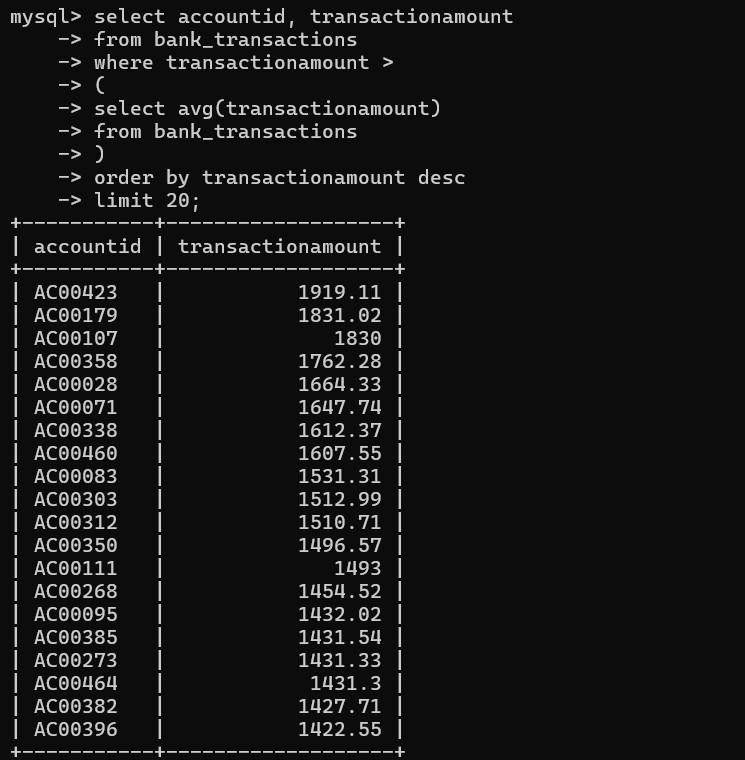 mysql> select accountid, transactionamount
    -> from bank_transactions
    -> where transactionamount >
    -> (
    -> select avg(transactionamount)
    -> from bank_transactions
    -> )
    -> order by transactionamount desc
    -> limit 20;
+-----------+-------------------+
| accountid | transactionamount |
+-----------+-------------------+
| AC00423   |           1919.11 |
| AC00179   |           1831.02 |
| AC00107   |              1830 |
| AC00358   |           1762.28 |
| AC00028   |           1664.33 |
| AC00071   |           1647.74 |
| AC00338   |           1612.37 |
| AC00460   |           1607.55 |
| AC00083   |           1531.31 |
| AC00303   |           1512.99 |
| AC00312   |           1510.71 |
| AC00350   |           1496.57 |
| AC00111   |              1493 |
| AC00268   |           1454.52 |
| AC00095   |           1432.02 |
| AC00385   |           1431.54 |
| AC00273   |           1431.33 |
| AC00464   |            1431.3 |
| AC00382   |           1427.71 |
| AC00396   |           1422.55 |
+-----------+-------------------+